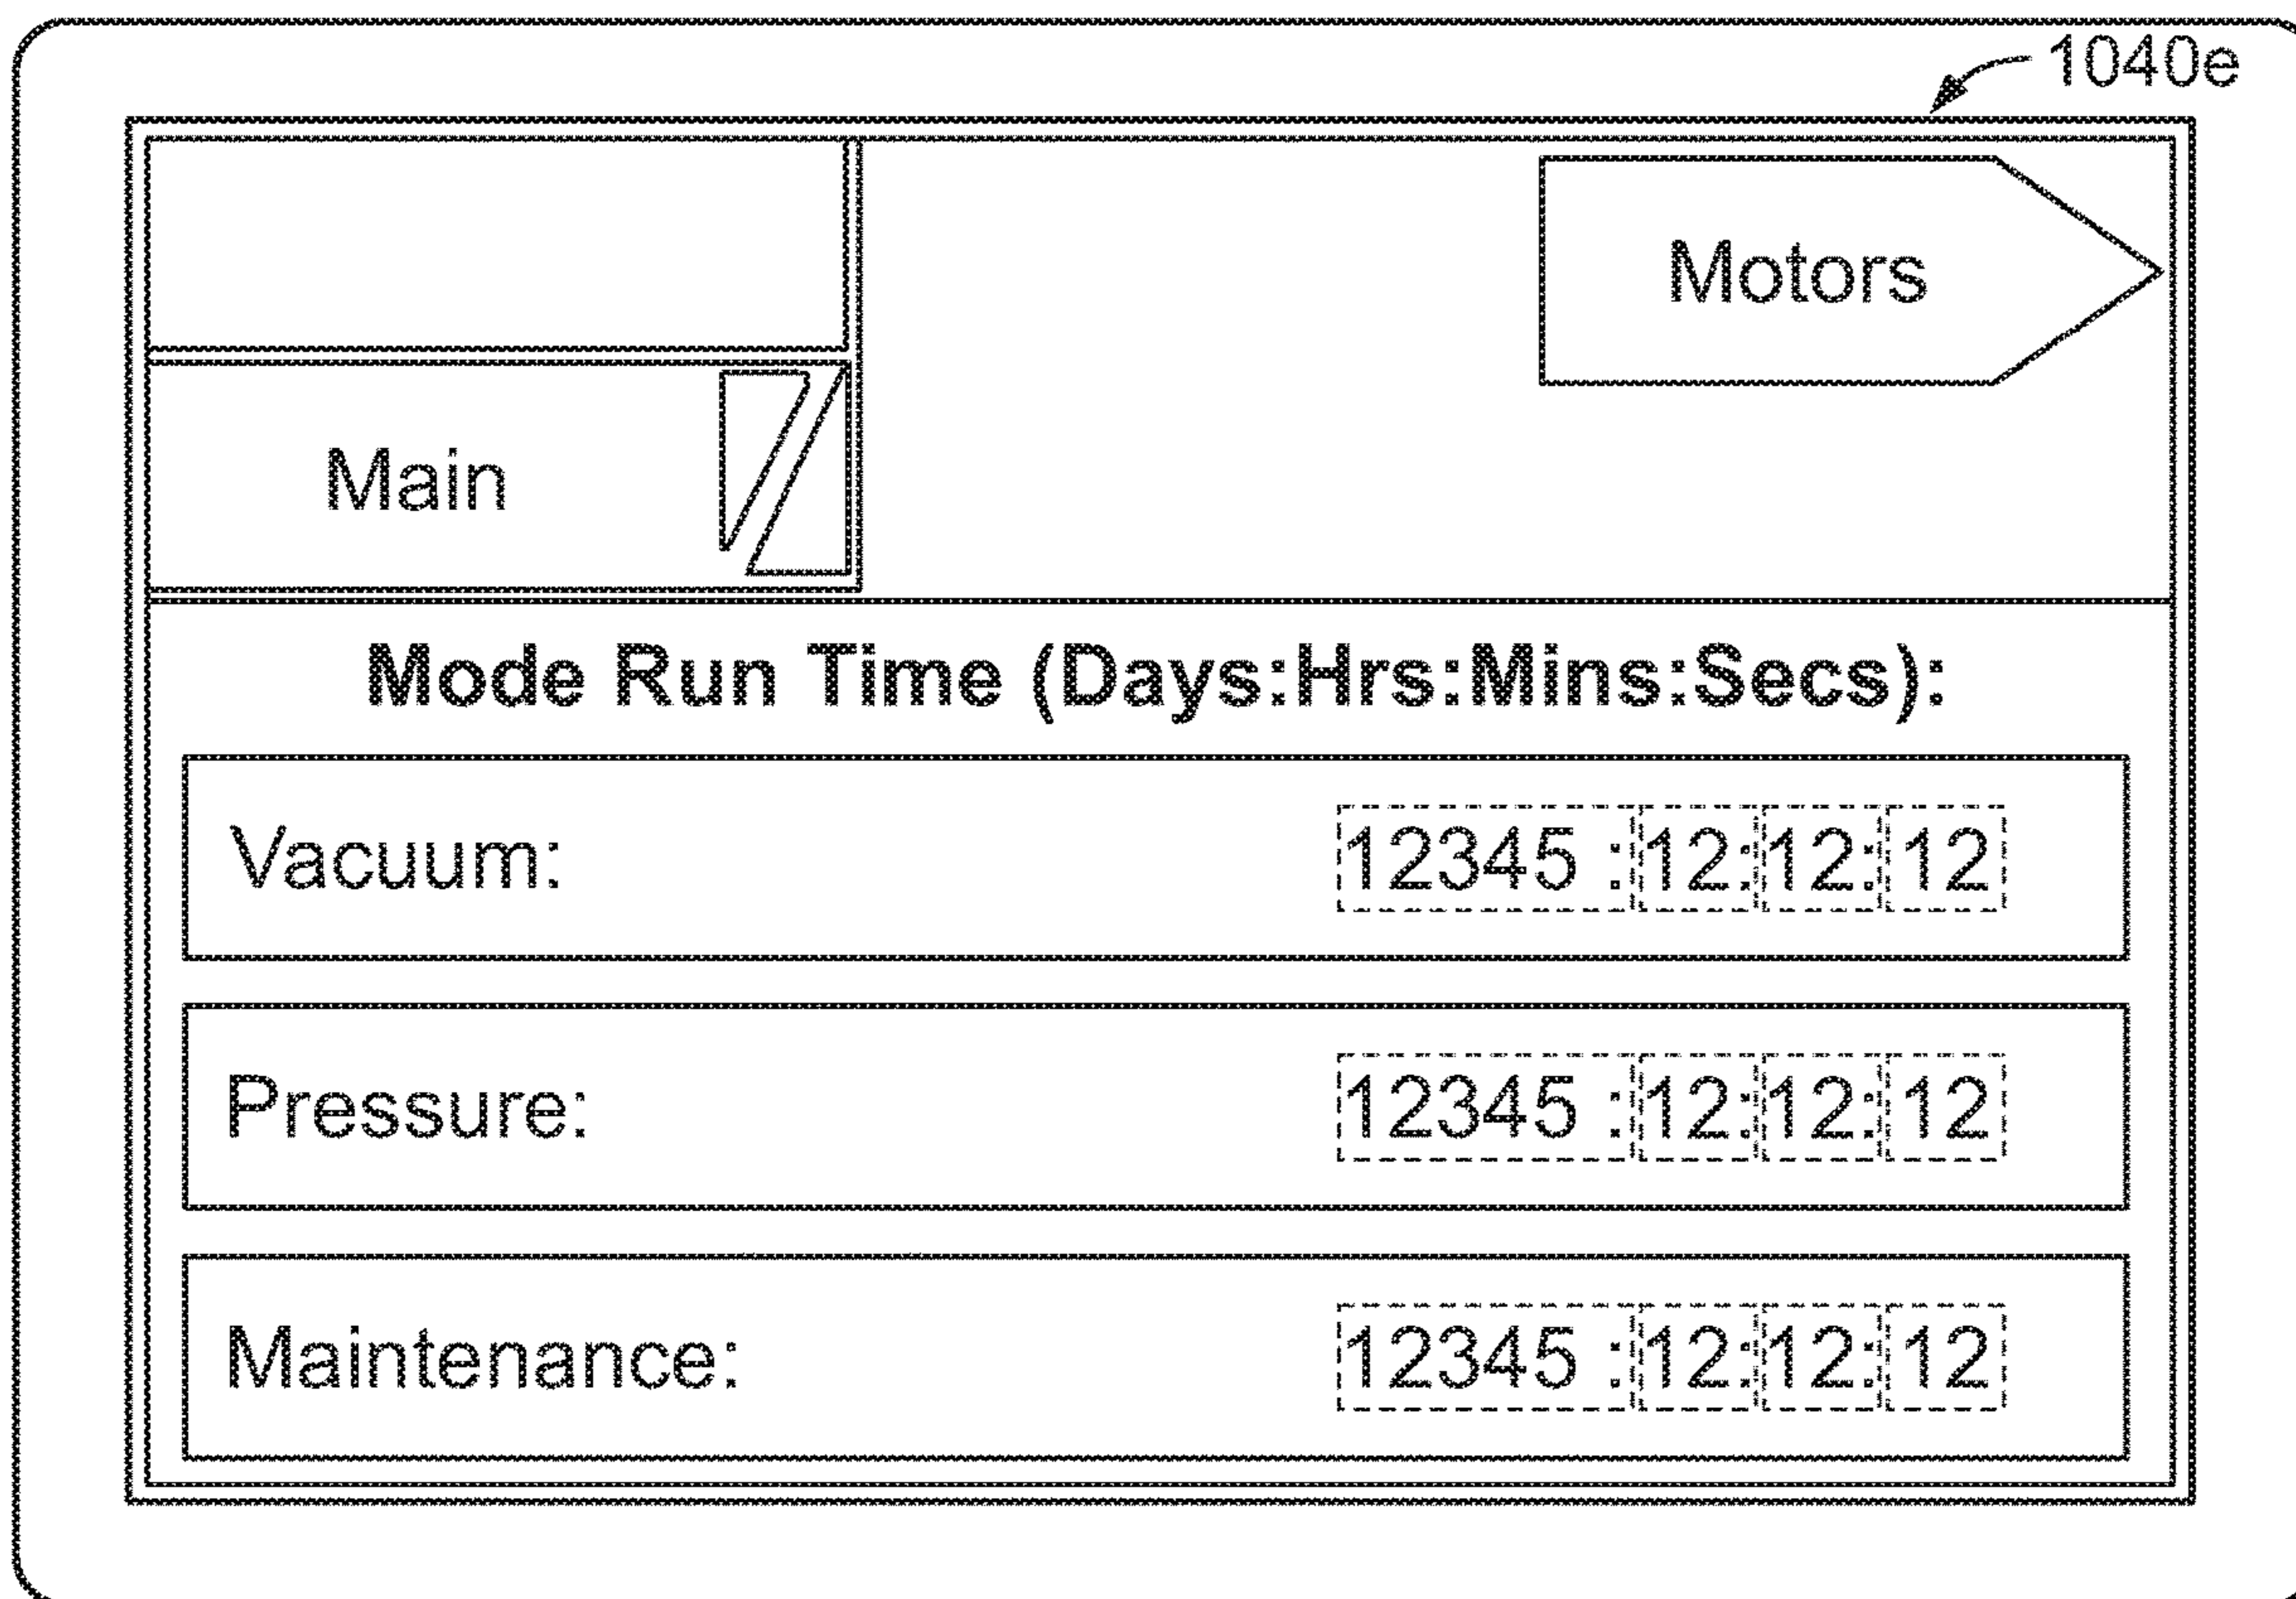 1040e
Motors
Main
Mode Run Time (Days:Hrs:Mins:Secs):
Vacuum: 12345 :12:12: 12
Pressure: 12345 :12:12: 12
Maintenance: 12345 :12:12: 12